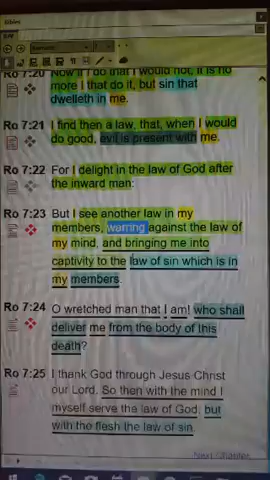 Ro 7:20 Now if I do that I would not, it is no
more I that do it, but sin that
dwelleth in me.
Ro 7:21 I find then a law, that, when I would
do good, evil is present with me.
Ro 7:22 For I delight in the law of God after
the inward man:
Ro 7:23 But I see another law in my
members, warring against the law of
my mind, and bringing me into
captivity to the law of sin which is in
my members.
Ro 7:24 O wretched man that I am! who shall
deliver me from the body of this
death?
Ro 7:25 I thank God through Jesus Christ
our Lord. So then with the mind I
myself serve the law of God; but
with the flesh the law of sin.
Next Chapter